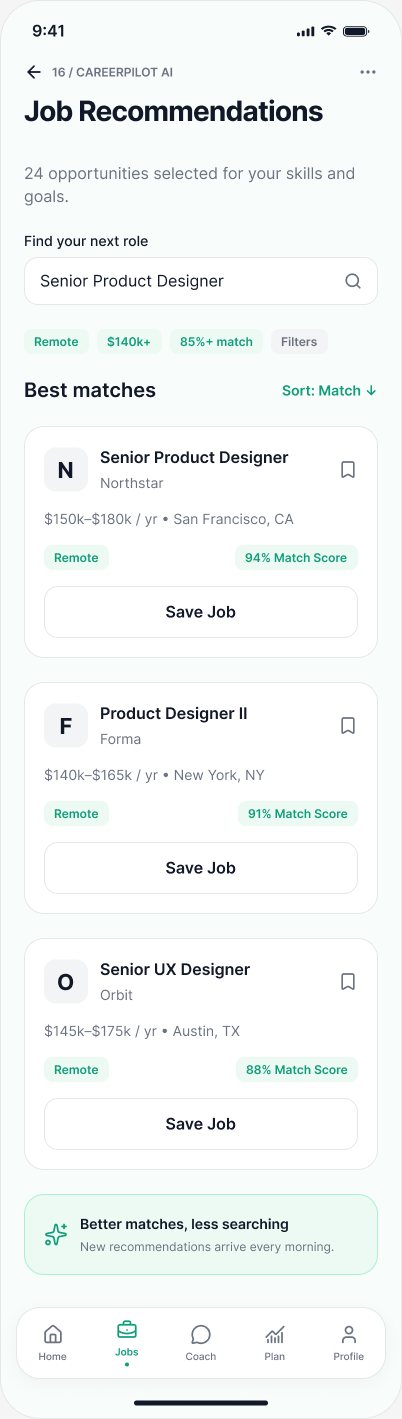 9:41
16 / CAREERPILOT AI
Job Recommendations
24 opportunities selected for your skills and
goals.
Find your next role
Senior Product Designer
Remote
$140k+
85%+ match
Filters
Best matches
Sort: Match ↓
N
Senior Product Designer
Northstar
$150k–$180k / yr • San Francisco, CA
Remote
94% Match Score
Save Job
F
Product Designer II
Forma
$140k–$165k / yr • New York, NY
Remote
91% Match Score
Save Job
O
Senior UX Designer
Orbit
$145k–$175k / yr • Austin, TX
Remote
88% Match Score
Save Job
Better matches, less searching
New recommendations arrive every morning.
Home
Jobs
Coach
Plan
Profile